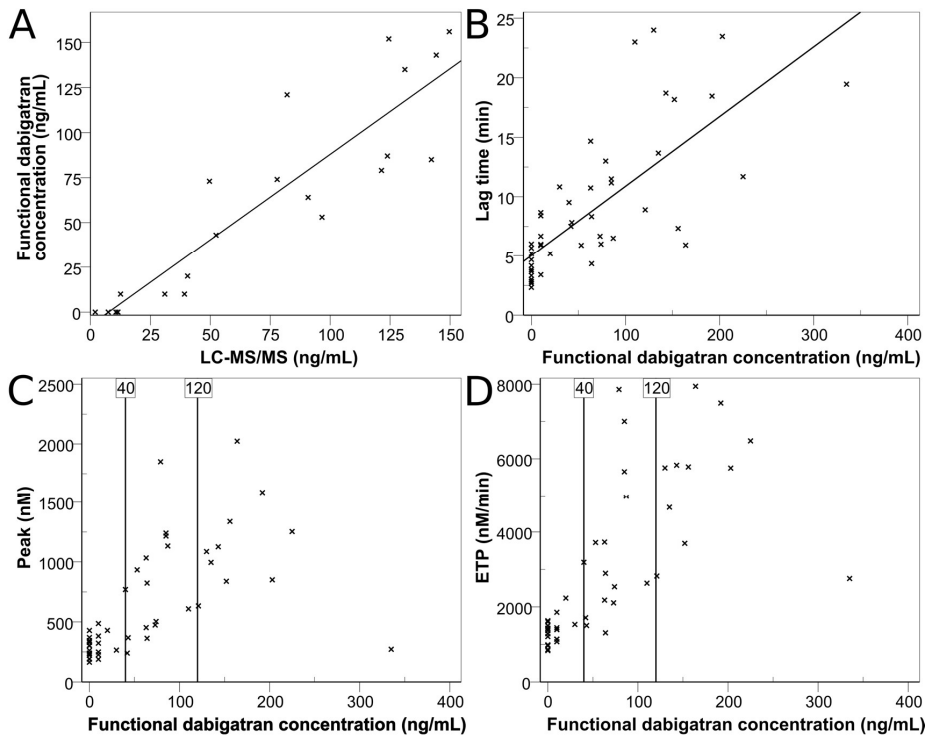 A
Functional dabigatran
concentration (ng/mL)
150
125
100
75
50
25
0
0 25 50 75 100 125 150
LC-MS/MS (ng/mL)
B
Lag time (min)
25
20
15
10
5
0
0 100 200 300 400
Functional dabigatran concentration (ng/mL)
C
Peak (nM)
2500
2000
1500
1000
500
0
40 120
0 100 200 300 400
Functional dabigatran concentration (ng/mL)
D
ETP (nM/min)
8000
6000
4000
2000
0
40 120
0 100 200 300 400
Functional dabigatran concentration (ng/mL)